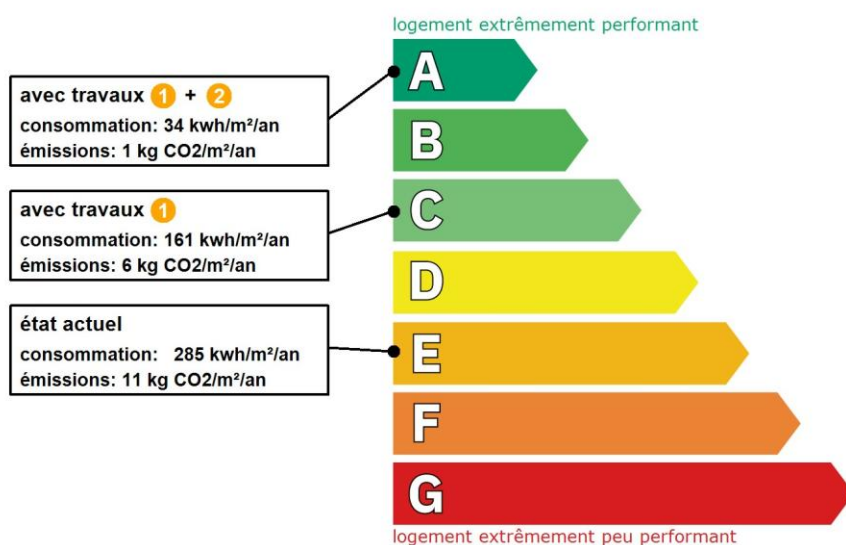 logement extrêmement performant
A
avec travaux 1 + 2
consommation: 34 kwh/m²/an
émissions: 1 kg CO2/m²/an
B
avec travaux 1
consommation: 161 kwh/m²/an
émissions: 6 kg CO2/m²/an
C
D
état actuel
consommation: 285 kwh/m²/an
émissions: 11 kg CO2/m²/an
E
F
G
logement extrêmement peu performant